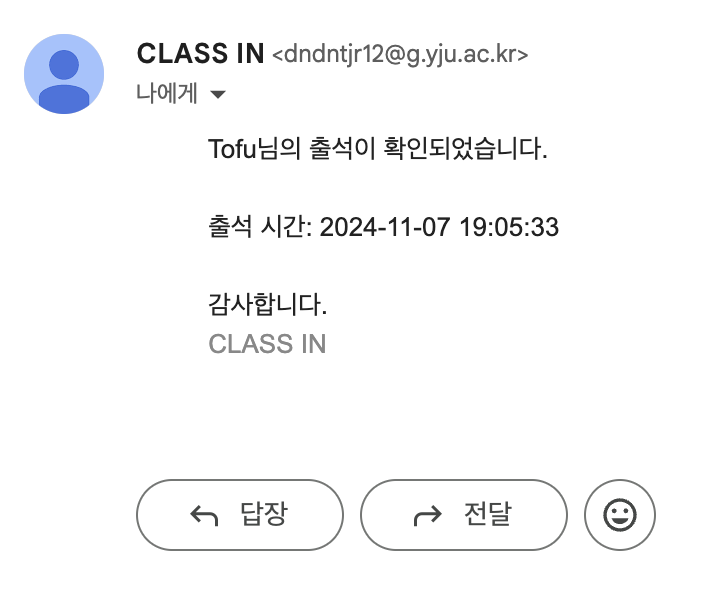 CLASS IN <dndntjr12@g.yju.ac.kr>
나에게
Tofu님의 출석이 확인되었습니다.
출석 시간: 2024-11-07 19:05:33
감사합니다.
CLASS IN
답장
전달